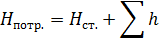 Hпотр. = Hст. + ∑ h